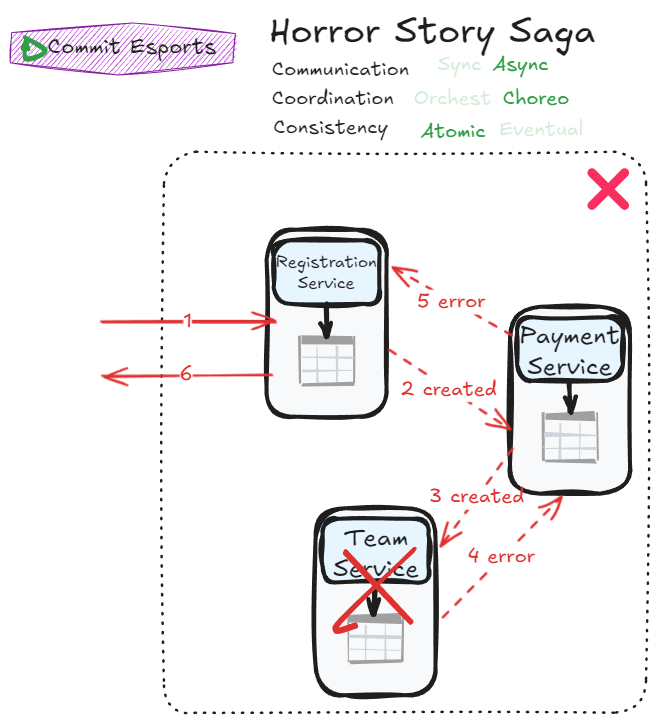 Commit Esports
Horror Story Saga
Communication Sync Async
Coordination Orchest Choreo
Consistency Atomic Eventual
Registration
Service
5 error
1
Payment
Service
6
2 created
3 created
Team
Service
4 error